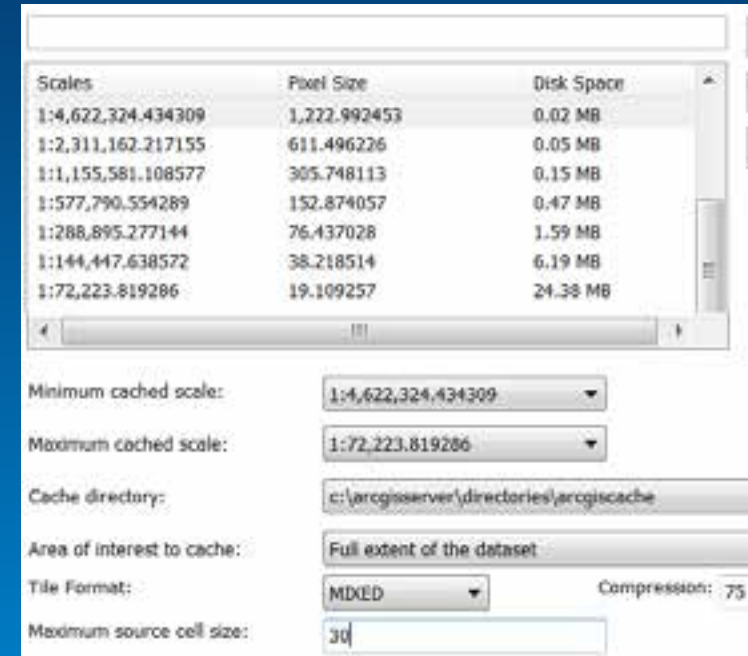 Scales Pixel Size Disk Space
1:4,622,324.434309 1,222.992453 0.02 MB
1:2,311,162.217155 611.496226 0.05 MB
1:1,155,581.108577 305.748113 0.15 MB
1:577,790.554289 152.874057 0.47 MB
1:288,895.277144 76.437028 1.59 MB
1:144,447.638572 38.218514 6.19 MB
1:72,223.819286 19.109257 24.38 MB
Minimum cached scale: 1:4,622,324.434309
Maximum cached scale: 1:72,223.819286
Cache directory: c:\arcgisserver\directories\arcgiscache
Area of interest to cache: Full extent of the dataset
Tile Format: MIXED Compression: 75
Maximum source cell size: 30